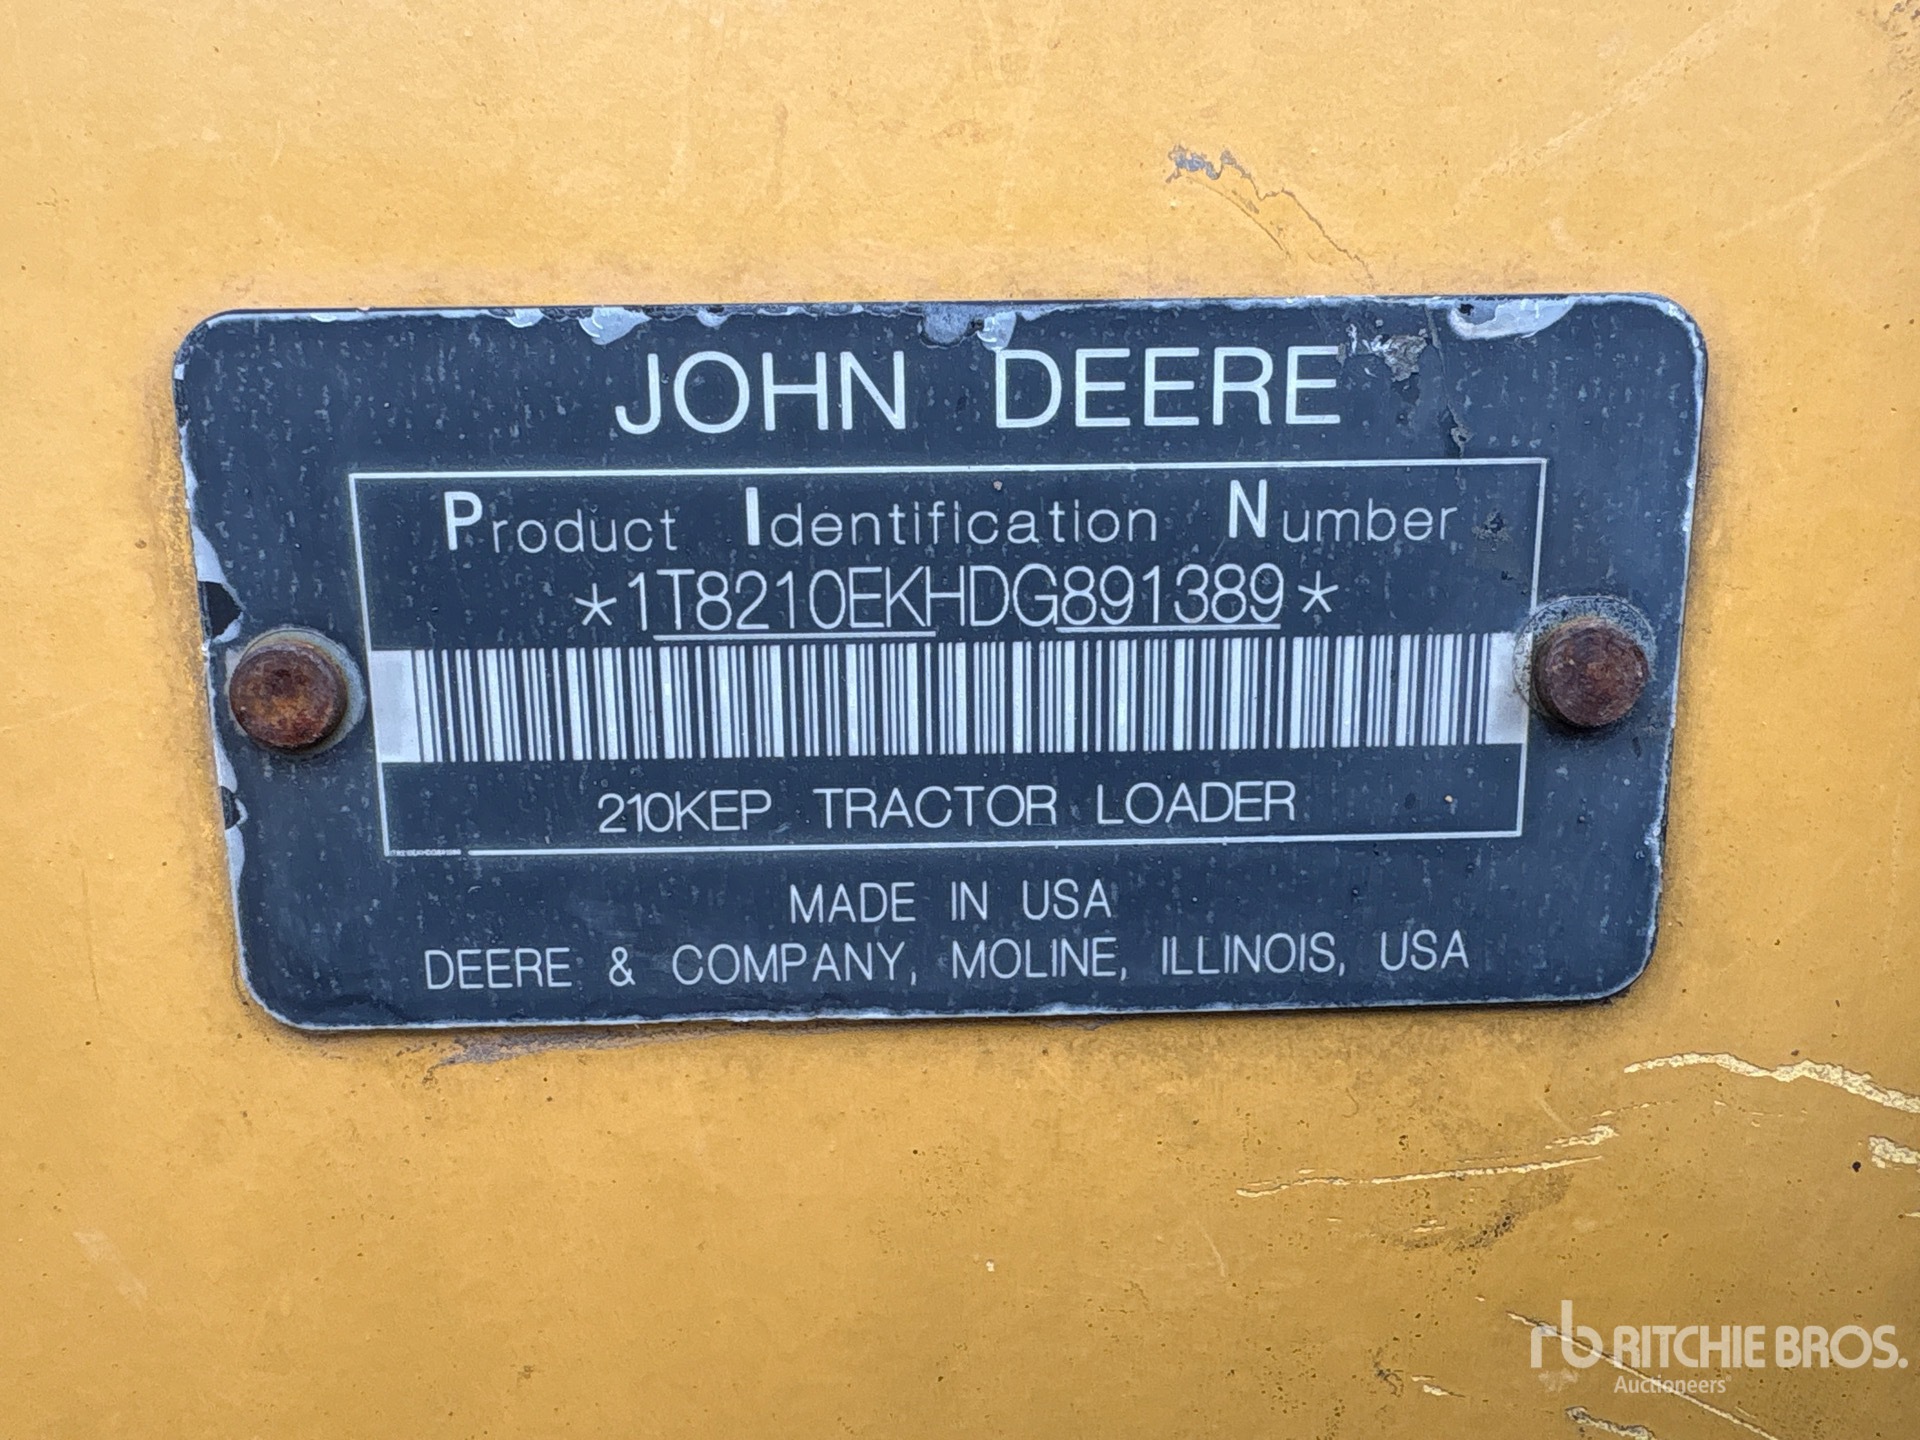 JOHN DEERE
Product Identification Number
*1T8210EKHDG891389*
210KEP TRACTOR LOADER
MADE IN USA
DEERE & COMPANY, MOLINE, ILLINOIS, USA
rb RITCHIE BROS.
Auctioneers